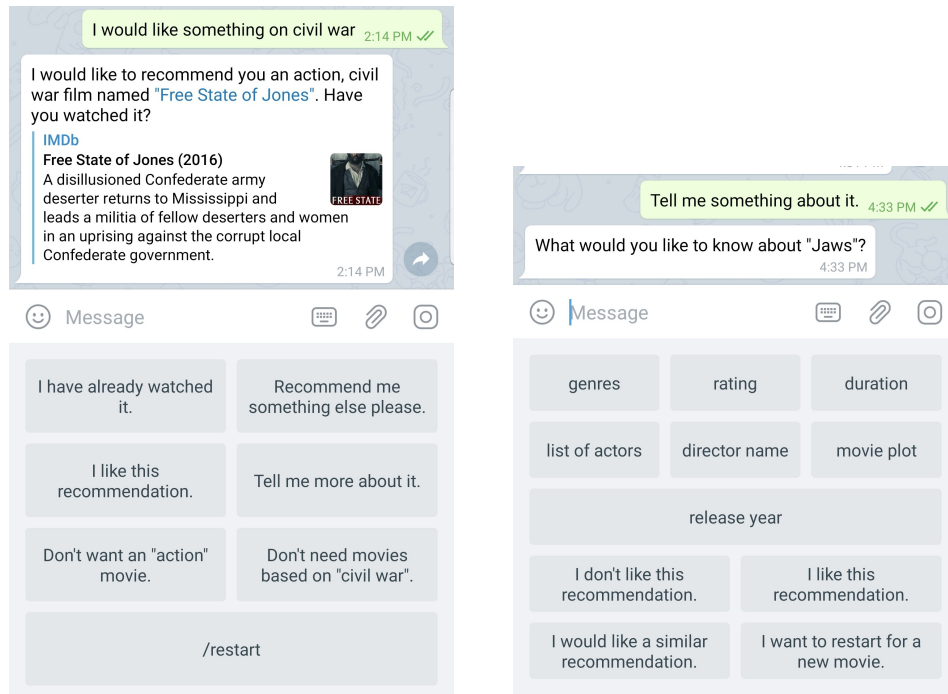 I would like something on civil war 2:14 PM
I would like to recommend you an action, civil
war film named "Free State of Jones". Have
you watched it?
IMDb
Free State of Jones (2016)
A disillusioned Confederate army
deserter returns to Mississippi and
leads a militia of fellow deserters and women
in an uprising against the corrupt local
Confederate government.
FREE STATE
2:14 PM
Message
I have already watched
it.
Recommend me
something else please.
I like this
recommendation.
Tell me more about it.
Don't want an "action"
movie.
Don't need movies
based on "civil war".
/restart
Tell me something about it. 4:33 PM
What would you like to know about "Jaws"?
4:33 PM
Message
genres
rating
duration
list of actors
director name
movie plot
release year
I don't like this
recommendation.
I like this
recommendation.
I would like a similar
recommendation.
I want to restart for a
new movie.